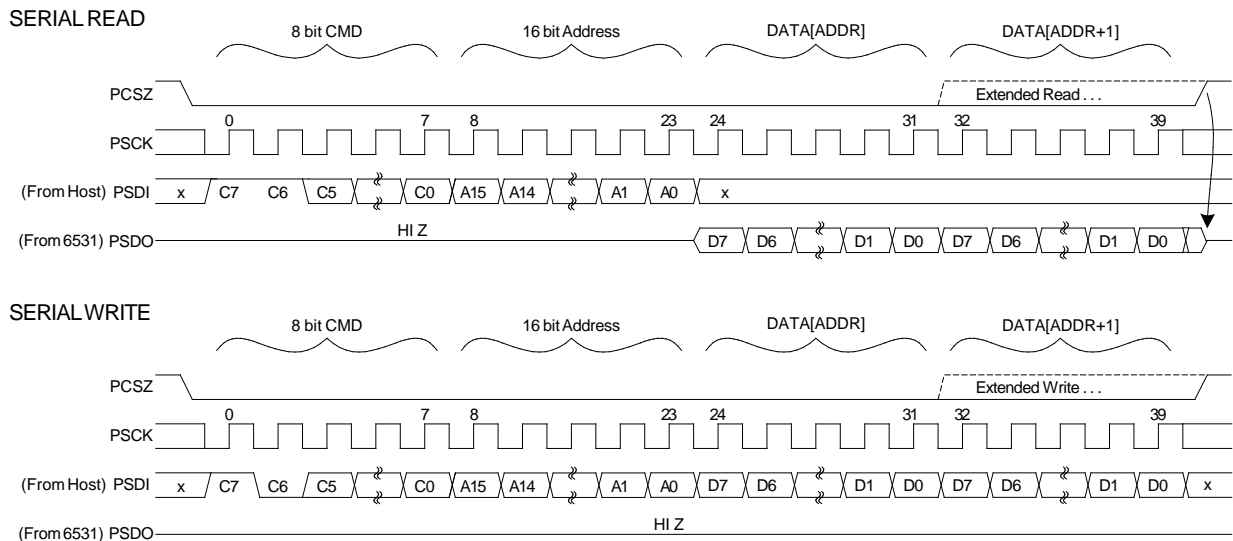 SERIAL READ
8 bit CMD 16 bit Address DATA[ADDR] DATA[ADDR+1]
PCSZ Extended Read . . .
0 7 8 23 24 31 32 39
PSCK
(From Host) PSDI x C7 C6 C5 C0 A15 A14 A1 A0 x
HI Z
(From 6531) PSDO D7 D6 D1 D0 D7 D6 D1 D0
SERIAL WRITE
8 bit CMD 16 bit Address DATA[ADDR] DATA[ADDR+1]
PCSZ Extended Write . . .
0 7 8 23 24 31 32 39
PSCK
(From Host) PSDI x C7 C6 C5 C0 A15 A14 A1 A0 D7 D6 D1 D0 D7 D6 D1 D0 x
HI Z
(From 6531) PSDO